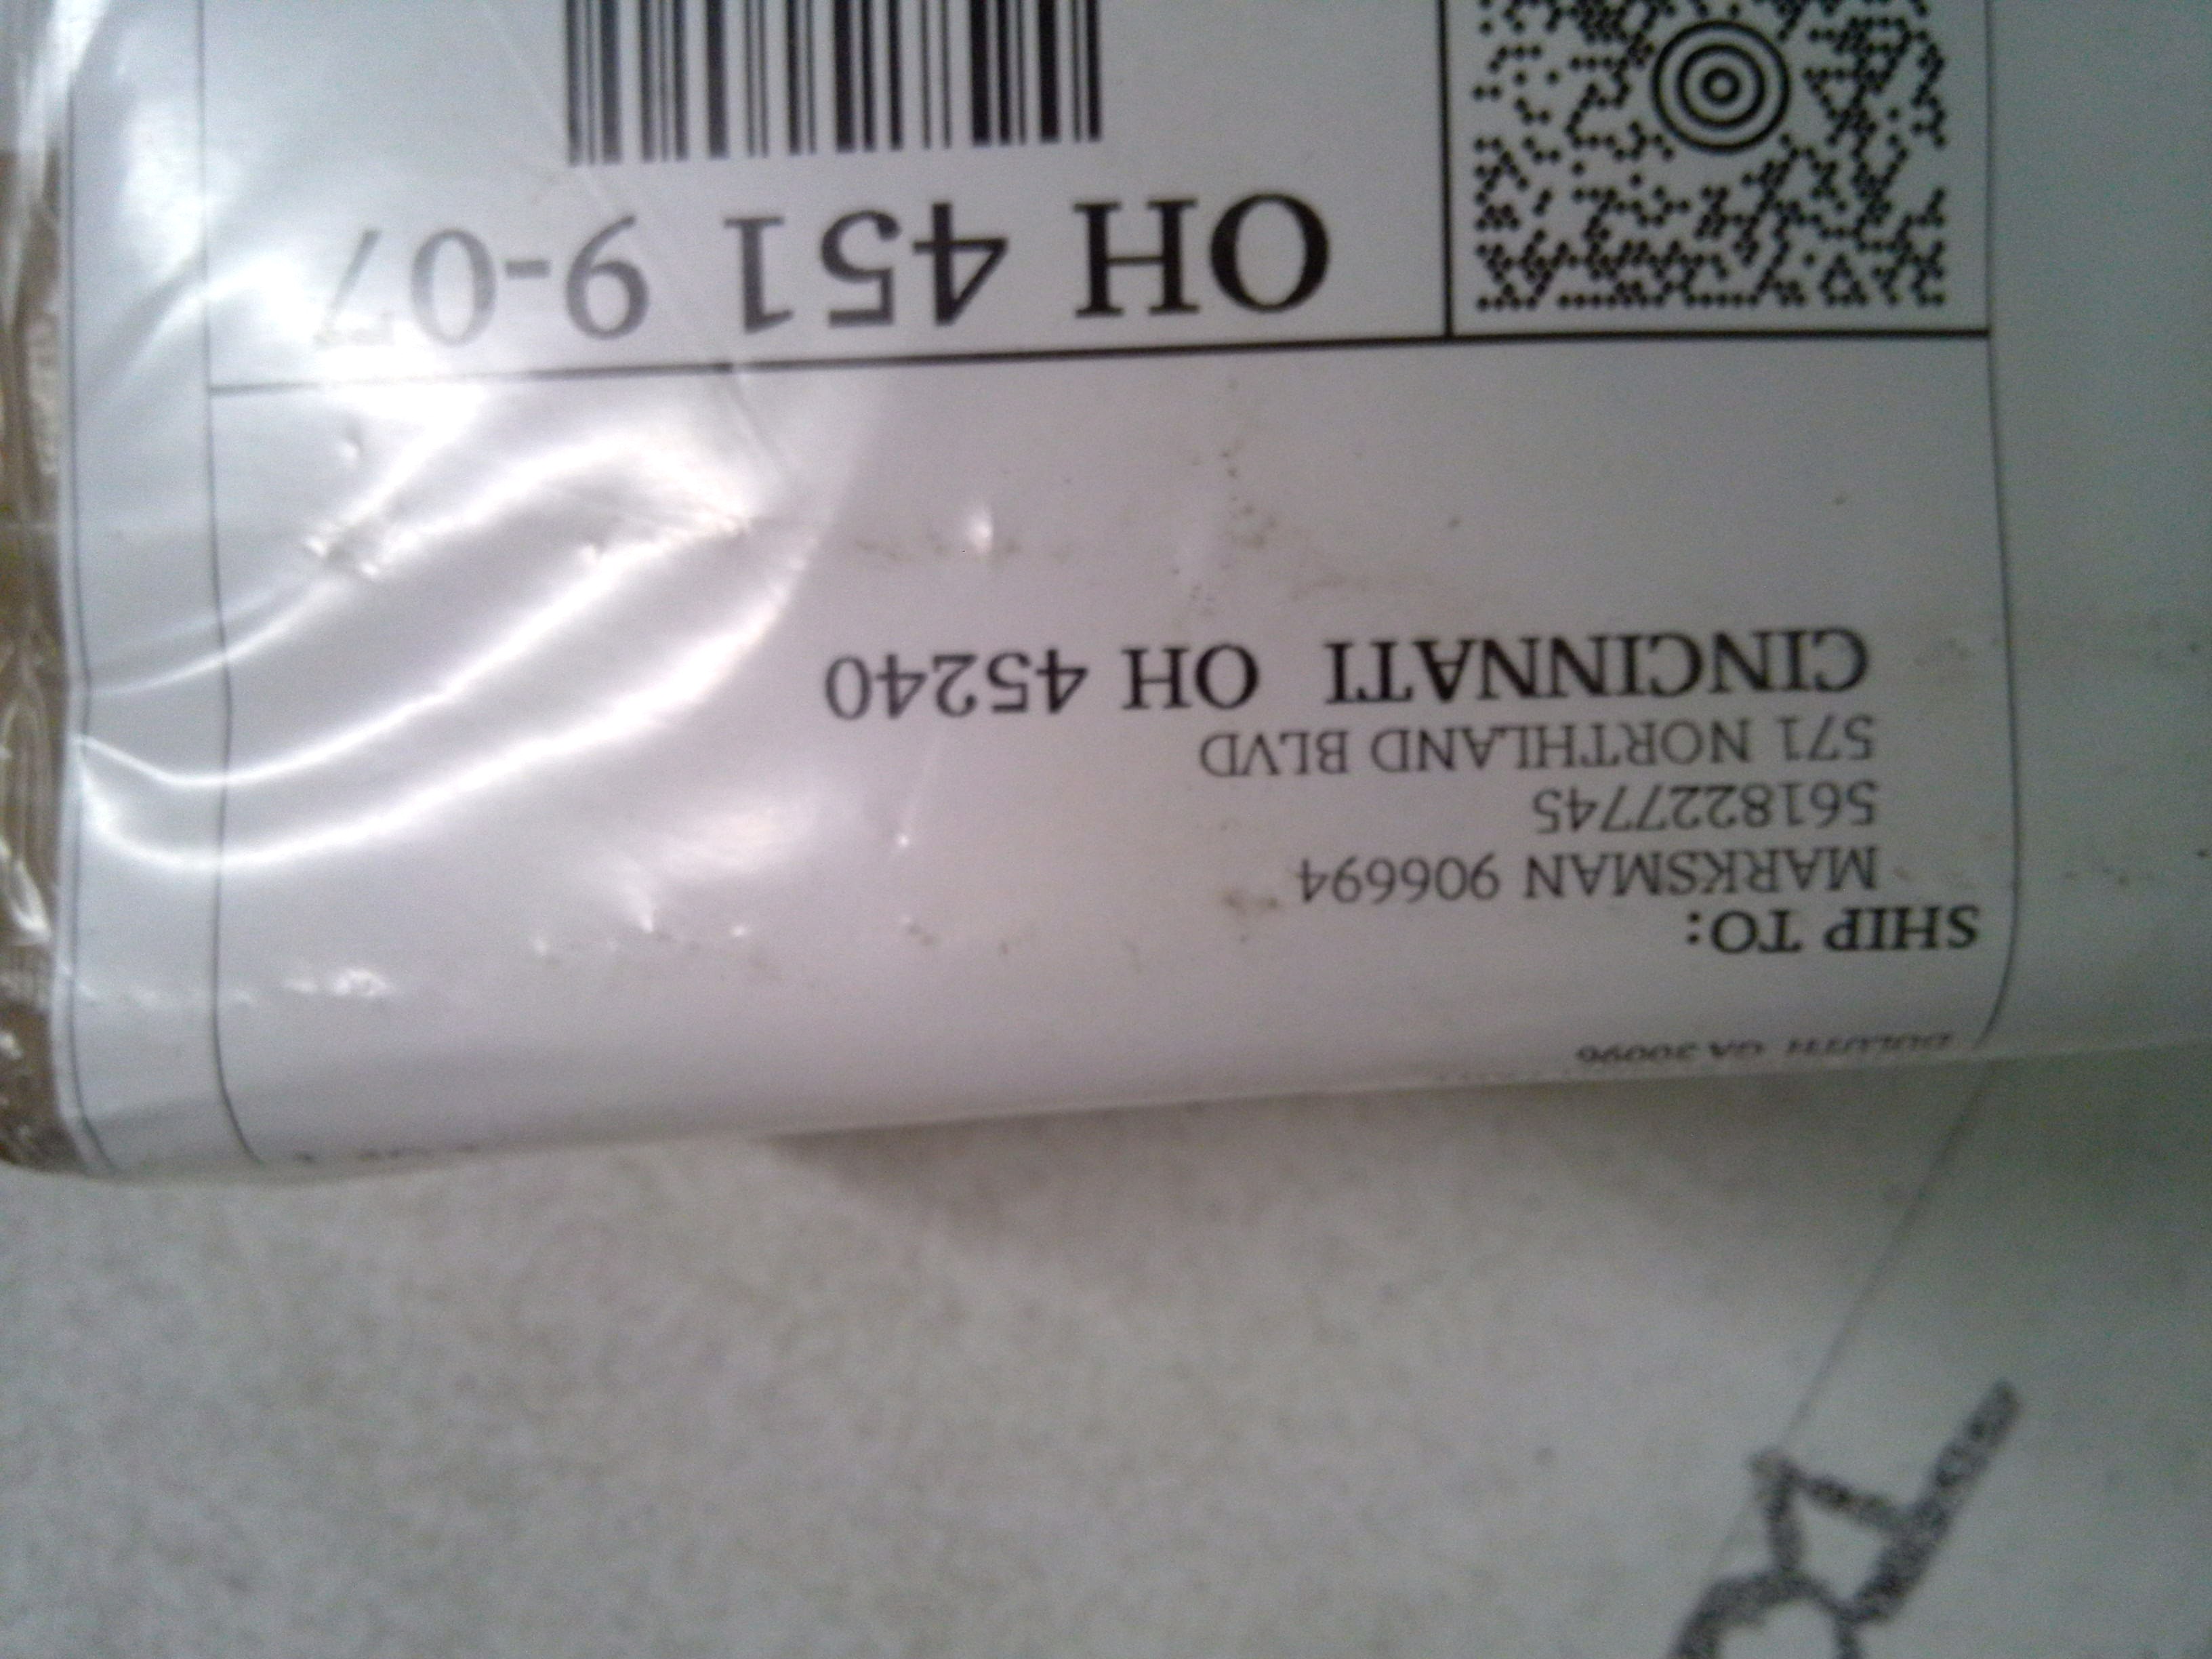 DULUTH GA 30096
SHIP TO:
MARKSMAN 906694
5618227745
571 NORTHLAND BLVD
CINCINNATI OH 45240
OH 451 9-07